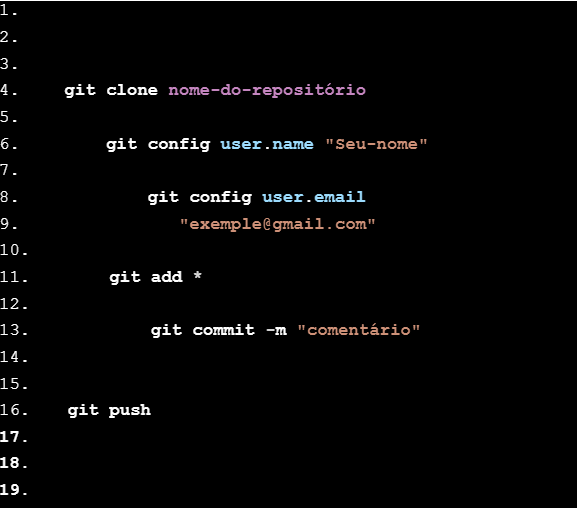 1.
2.
3.
4. git clone nome-do-repositório
5.
6. git config user.name "Seu-nome"
7.
8. git config user.email
9. "exemple@gmail.com"
10.
11. git add *
12.
13. git commit -m "comentário"
14.
15.
16. git push
17.
18.
19.